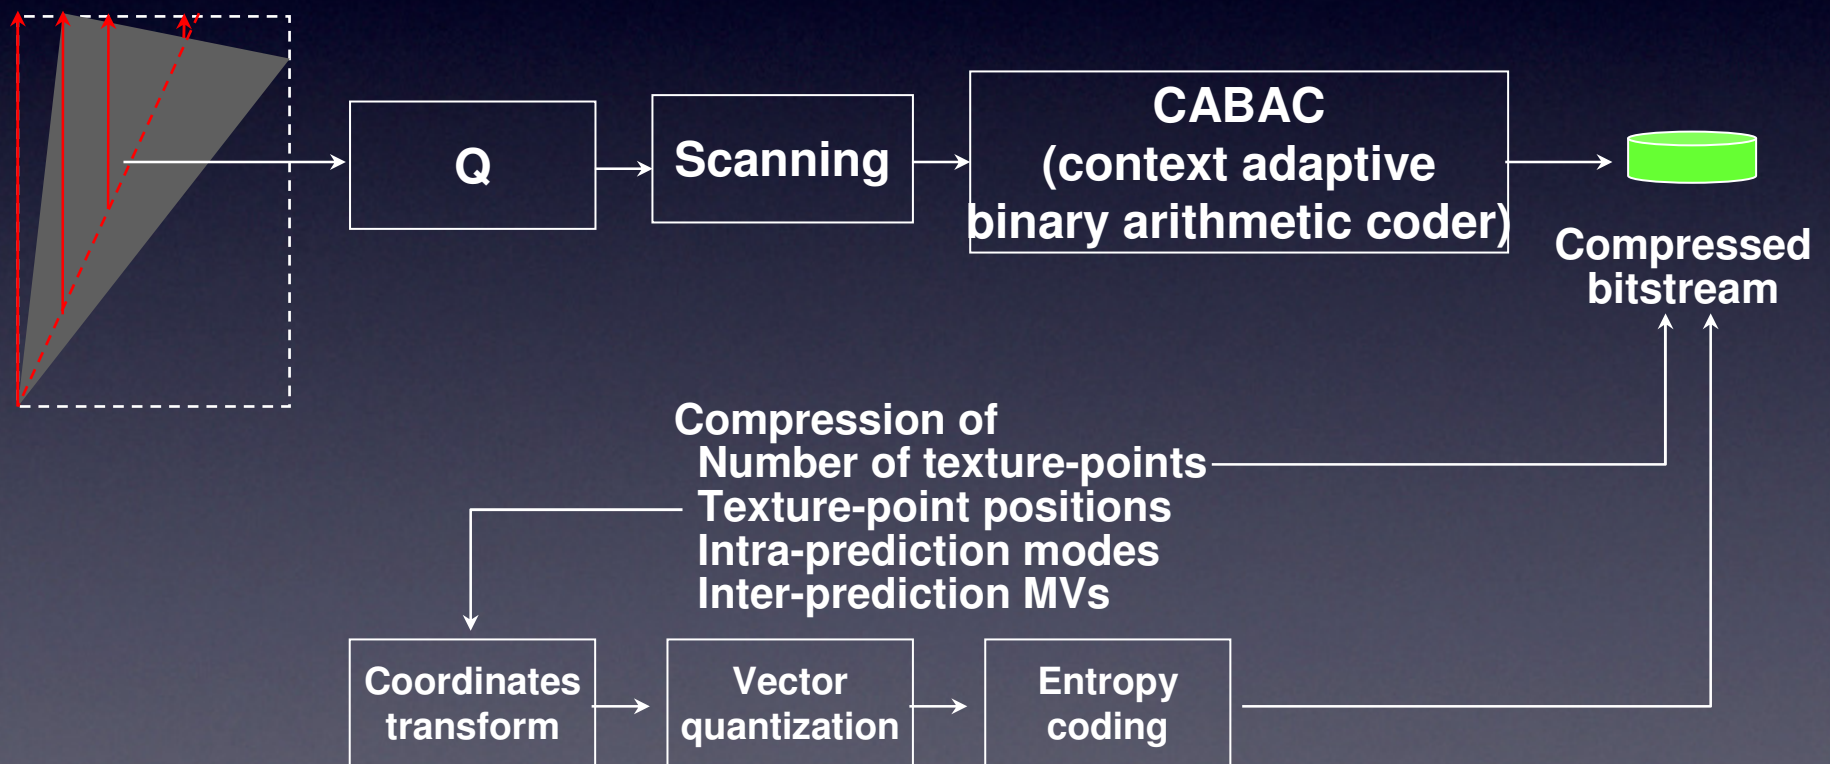 Q
Scanning
CABAC
(context adaptive
binary arithmetic coder)
Compressed
bitstream
Compression of
Number of texture-points
Texture-point positions
Intra-prediction modes
Inter-prediction MVs
Coordinates
transform
Vector
quantization
Entropy
coding